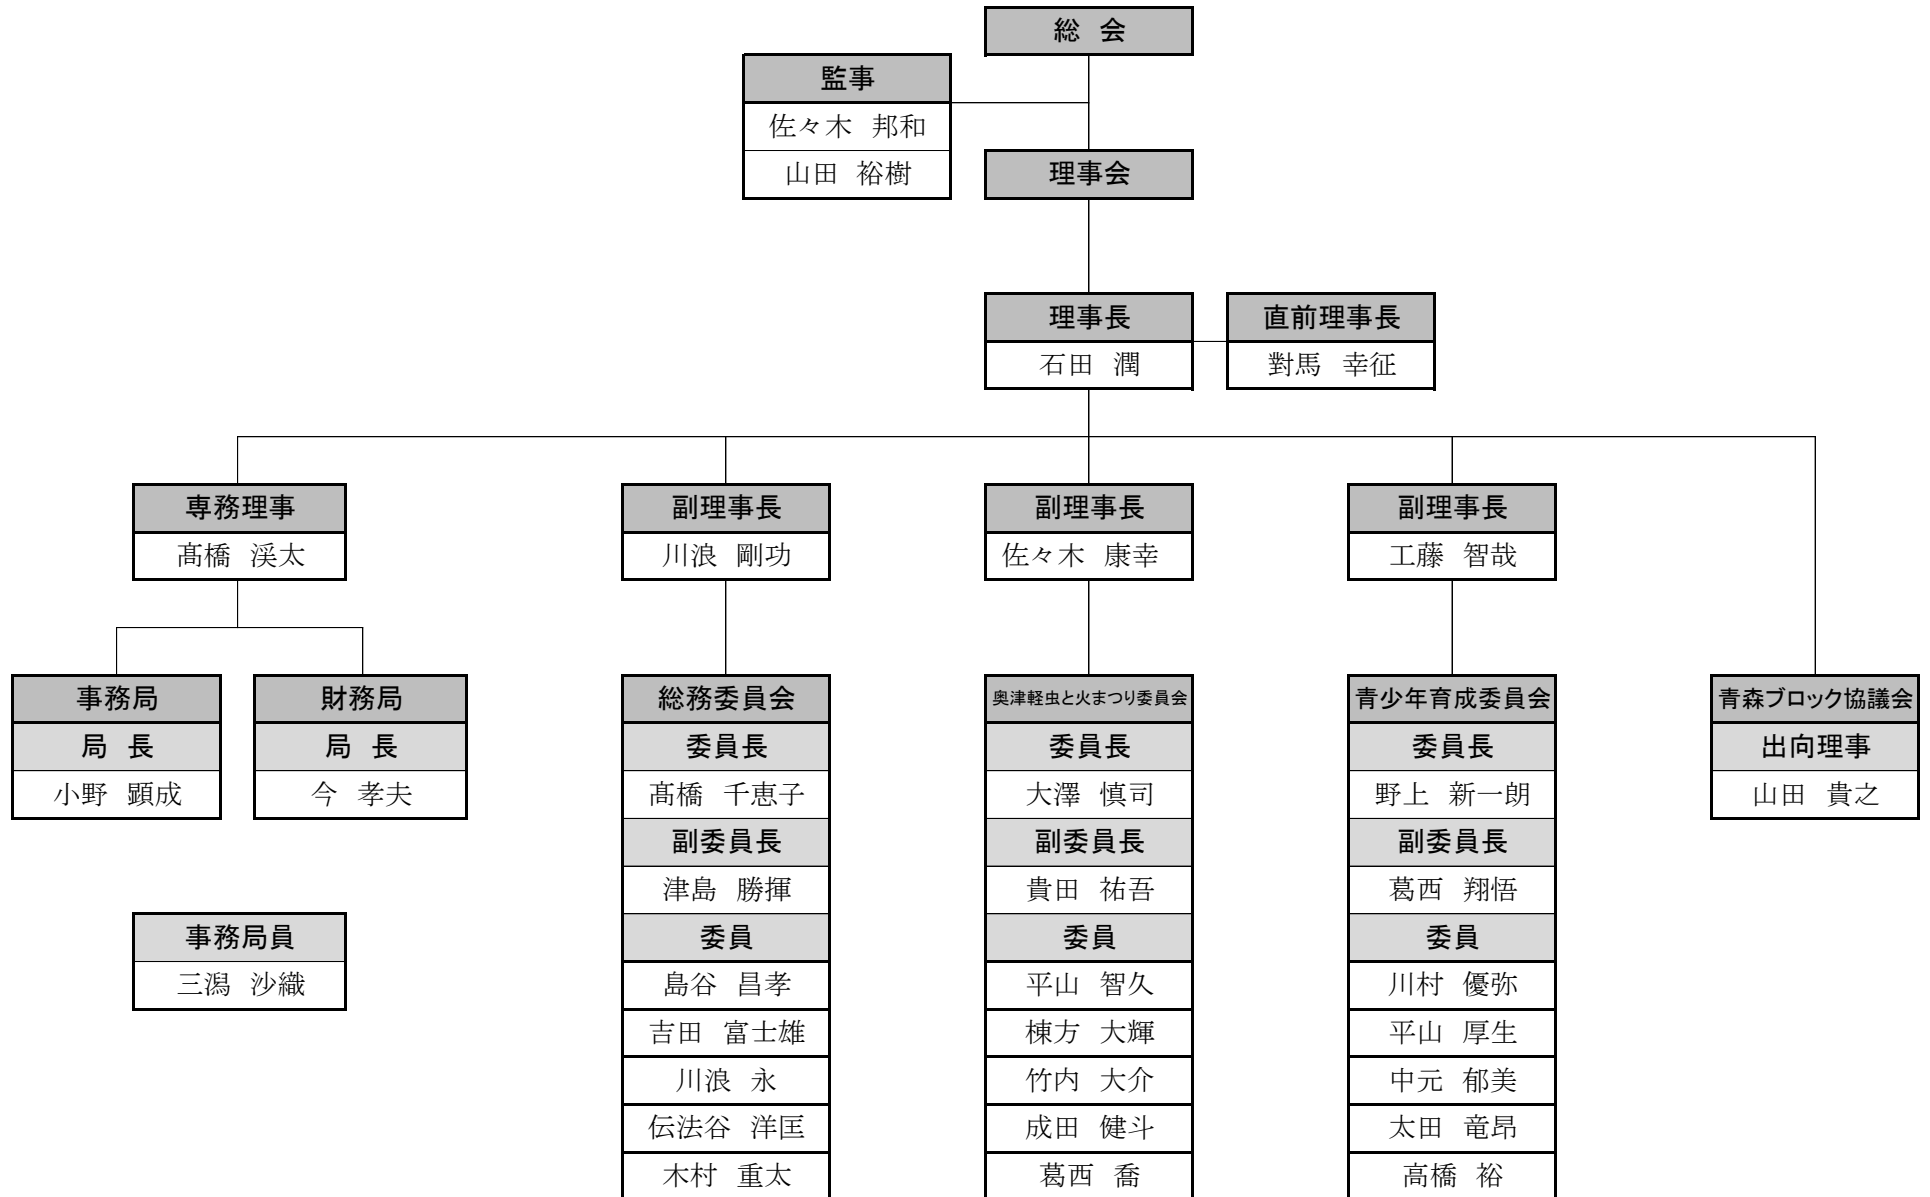 総 会
監事
佐々木 邦和
山田 裕樹
理事会
理事長
石田 潤
直前理事長
對馬 幸征
専務理事
髙橋 渓太
副理事長
川浪 剛功
副理事長
佐々木 康幸
副理事長
工藤 智哉
事務局
局 長
小野 顕成
財務局
局 長
今 孝夫
事務局員
三潟 沙織
総務委員会
委員長
髙橋 千恵子
副委員長
津島 勝揮
委員
島谷 昌孝
吉田 富士雄
川浪 永
伝法谷 洋匡
木村 重太
奥津軽虫と火まつり委員会
委員長
大澤 慎司
副委員長
貴田 祐吾
委員
平山 智久
棟方 大輝
竹内 大介
成田 健斗
葛西 喬
青少年育成委員会
委員長
野上 新一朗
副委員長
葛西 翔悟
委員
川村 優弥
平山 厚生
中元 郁美
太田 竜昂
高橋 裕
青森ブロック協議会
出向理事
山田 貴之